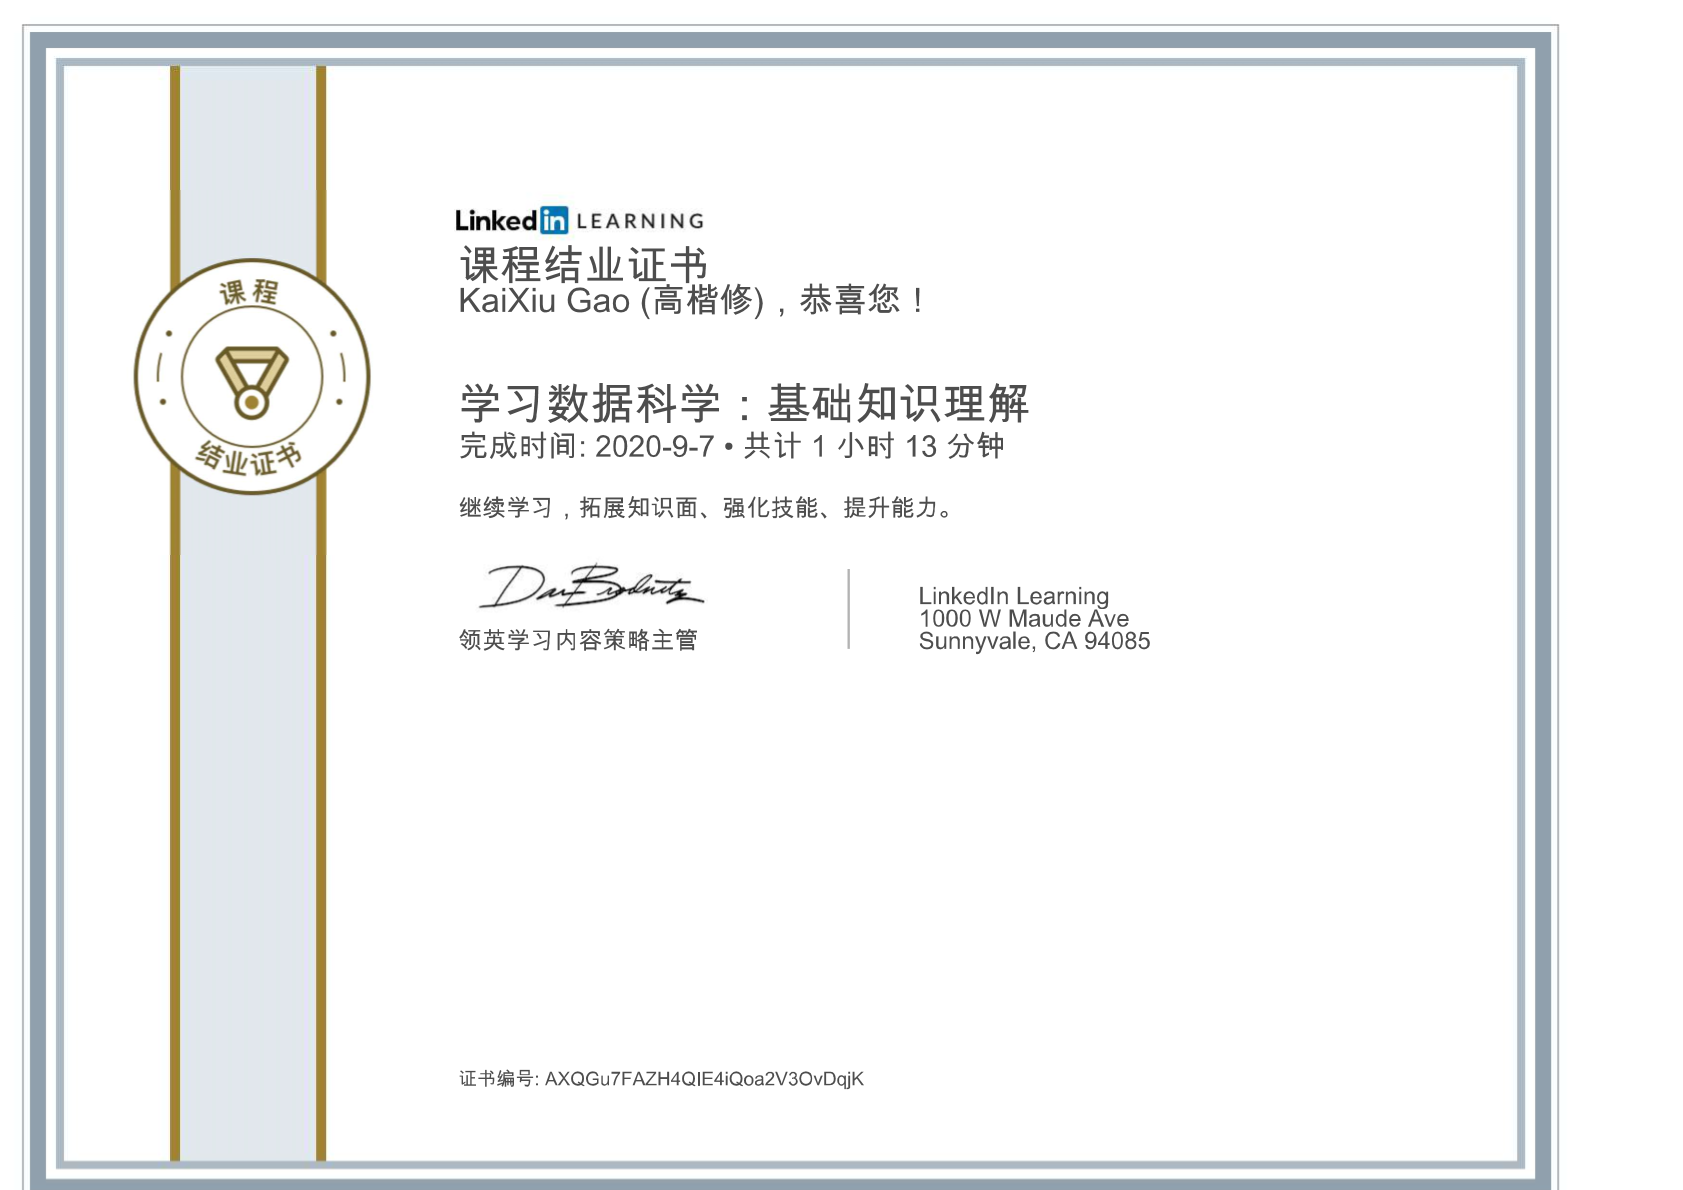 课程
结业证书
Linkedin LEARNING
课程结业证书
KaiXiu Gao (高楷修)，恭喜您！
学习数据科学：基础知识理解
完成时间: 2020-9-7 • 共计 1 小时 13 分钟
继续学习，拓展知识面、强化技能、提升能力。
领英学习内容策略主管
LinkedIn Learning
1000 W Maude Ave
Sunnyvale, CA 94085
证书编号: AXQGu7FAZH4QIE4iQoa2V3OvDqjK